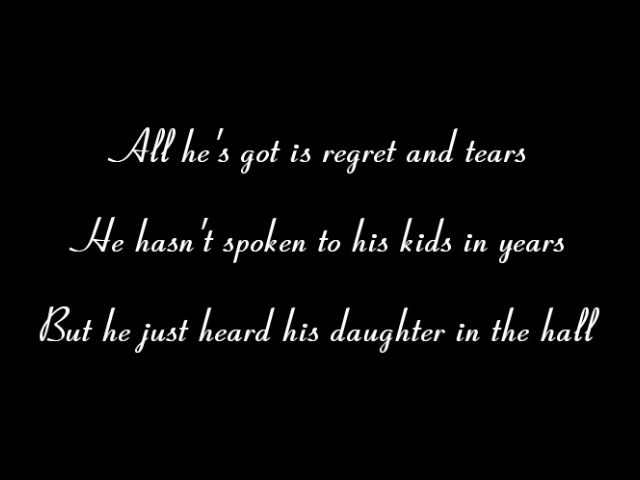 All he's got is regret and tears
He hasn't spoken to his kids in years
But he just heard his daughter in the hall